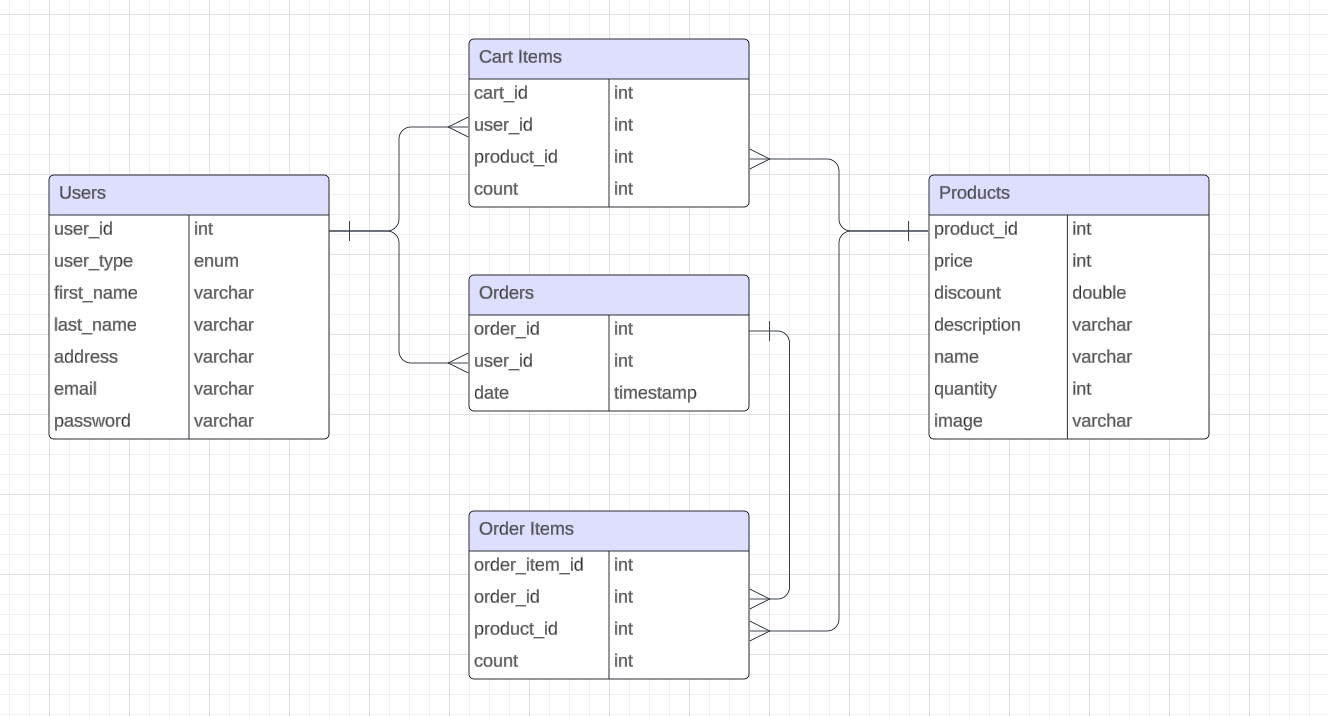 Cart Items
cart_id int
user_id int
product_id int
count int
Users
user_id int
user_type enum
first_name varchar
last_name varchar
address varchar
email varchar
password varchar
Orders
order_id int
user_id int
date timestamp
Products
product_id int
price int
discount double
description varchar
name varchar
quantity int
image varchar
Order Items
order_item_id int
order_id int
product_id int
count int